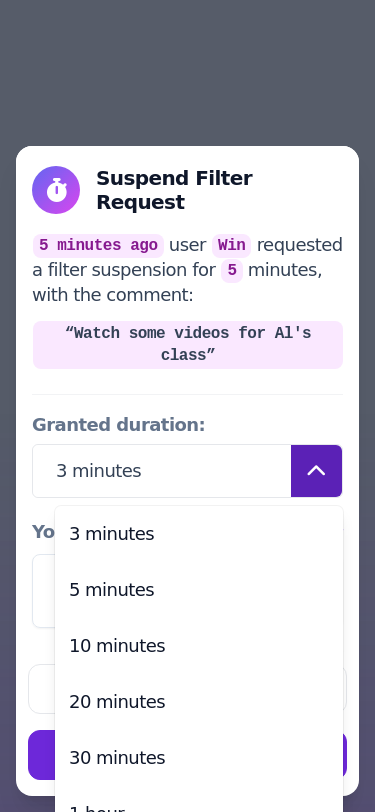 Suspend Filter
Request
5 minutes ago user Win requested
a filter suspension for 5 minutes,
with the comment:
“Watch some videos for Al's
class”
Granted duration:
3 minutes
Yo
3 minutes
5 minutes
10 minutes
20 minutes
30 minutes
1 hour